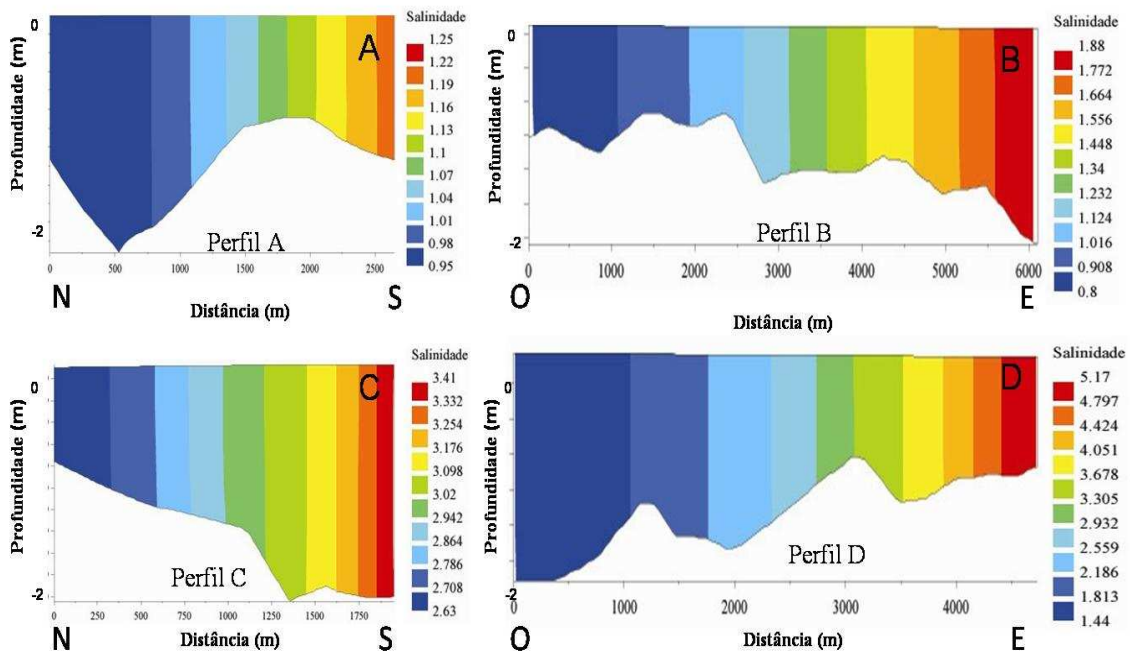 Salinidade
A
1.25
1.22
1.19
1.16
1.13
1.1
1.07
1.04
1.01
0.98
0.95
0
-2
Profundidade (m)
Perfil A
0 500 1000 1500 2000 2500
N S
Distância (m)
Salinidade
B
1.88
1.772
1.664
1.556
1.448
1.34
1.232
1.124
1.016
0.908
0.8
0
-2
Profundidade (m)
Perfil B
0 1000 2000 3000 4000 5000 6000
O E
Distância (m)
Salinidade
C
3.41
3.332
3.254
3.176
3.098
3.02
2.942
2.864
2.786
2.708
2.63
0
-2
Profundidade (m)
Perfil C
0 250 500 750 1000 1250 1500 1750
N S
Distância (m)
Salinidade
D
5.17
4.797
4.424
4.051
3.678
3.305
2.932
2.559
2.186
1.813
1.44
0
-2
Profundidade (m)
Perfil D
0 1000 2000 3000 4000
O E
Distância (m)